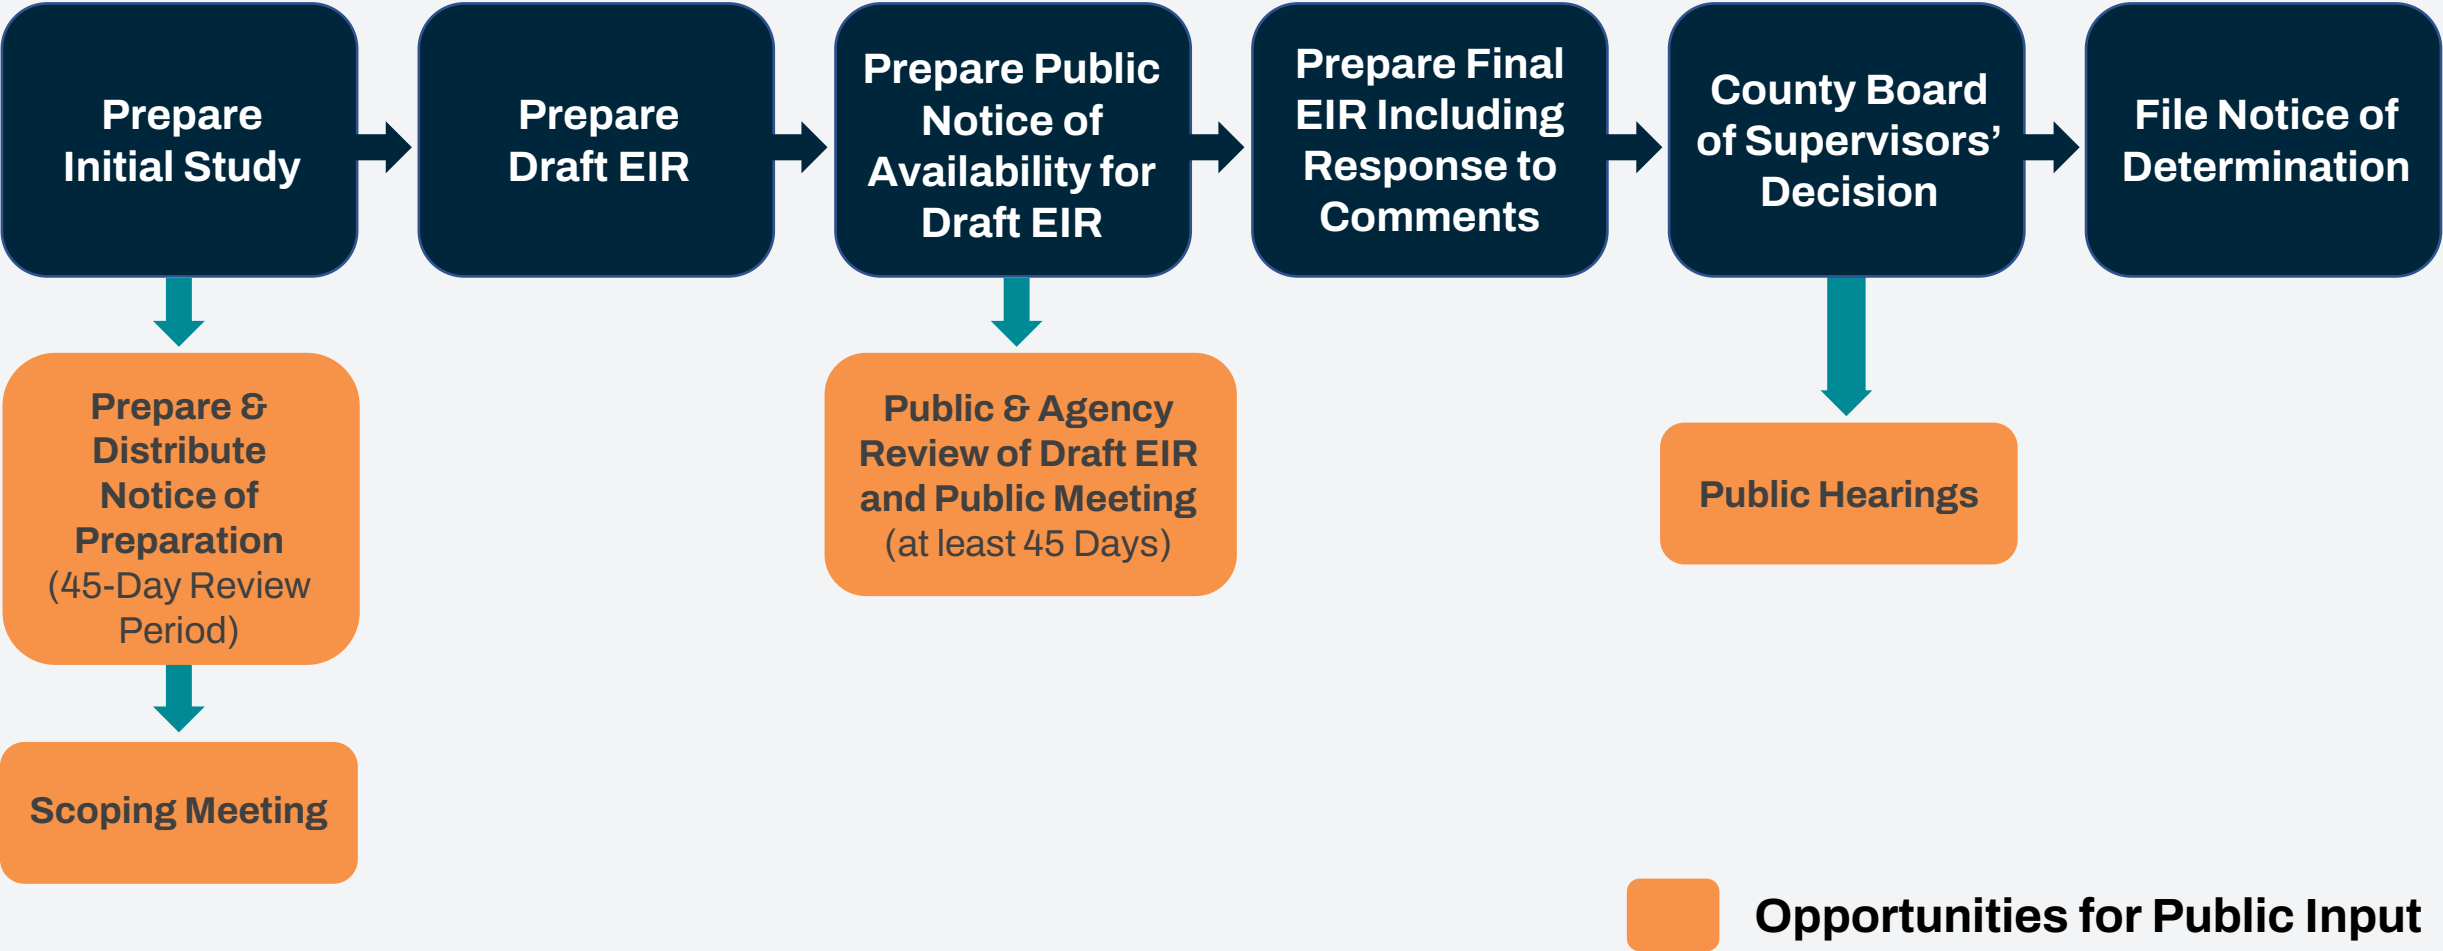 Prepare
Initial Study
Prepare
Draft EIR
Prepare Public
Notice of
Availability for
Draft EIR
Prepare Final
EIR Including
Response to
Comments
County Board
of Supervisors’
Decision
File Notice of
Determination
Prepare &
Distribute
Notice of
Preparation
(45-Day Review
Period)
Public & Agency
Review of Draft EIR
and Public Meeting
(at least 45 Days)
Public Hearings
Scoping Meeting
Opportunities for Public Input